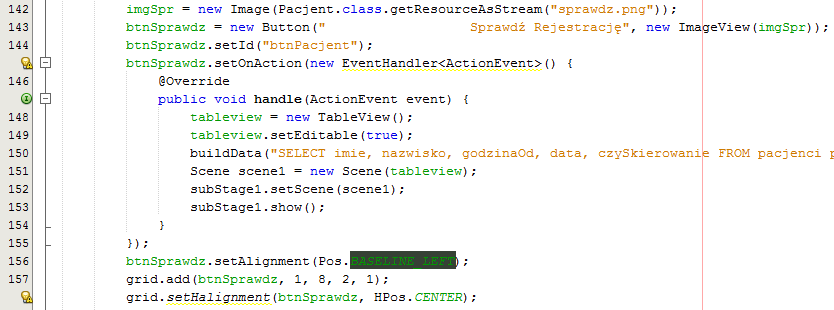 142 imgSpr = new Image(Pacjent.class.getResourceAsStream("sprawdz.png"));
143 btnSprawdz = new Button("                    Sprawdź Rejestrację", new ImageView(imgSpr));
144 btnSprawdz.setId("btnPacjent");
btnSprawdz.setOnAction(new EventHandler<ActionEvent>() {
146 @Override
public void handle(ActionEvent event) {
148 tableview = new TableView();
149 tableview.setEditable(true);
150 buildData("SELECT imie, nazwisko, godzinaOd, data, czySkierowanie FROM pacjenci p
151 Scene scene1 = new Scene(tableview);
152 subStage1.setScene(scene1);
153 subStage1.show();
154 }
155 });
156 btnSprawdz.setAlignment(Pos.BASELINE_LEFT);
157 grid.add(btnSprawdz, 1, 8, 2, 1);
grid.setHalignment(btnSprawdz, HPos.CENTER);